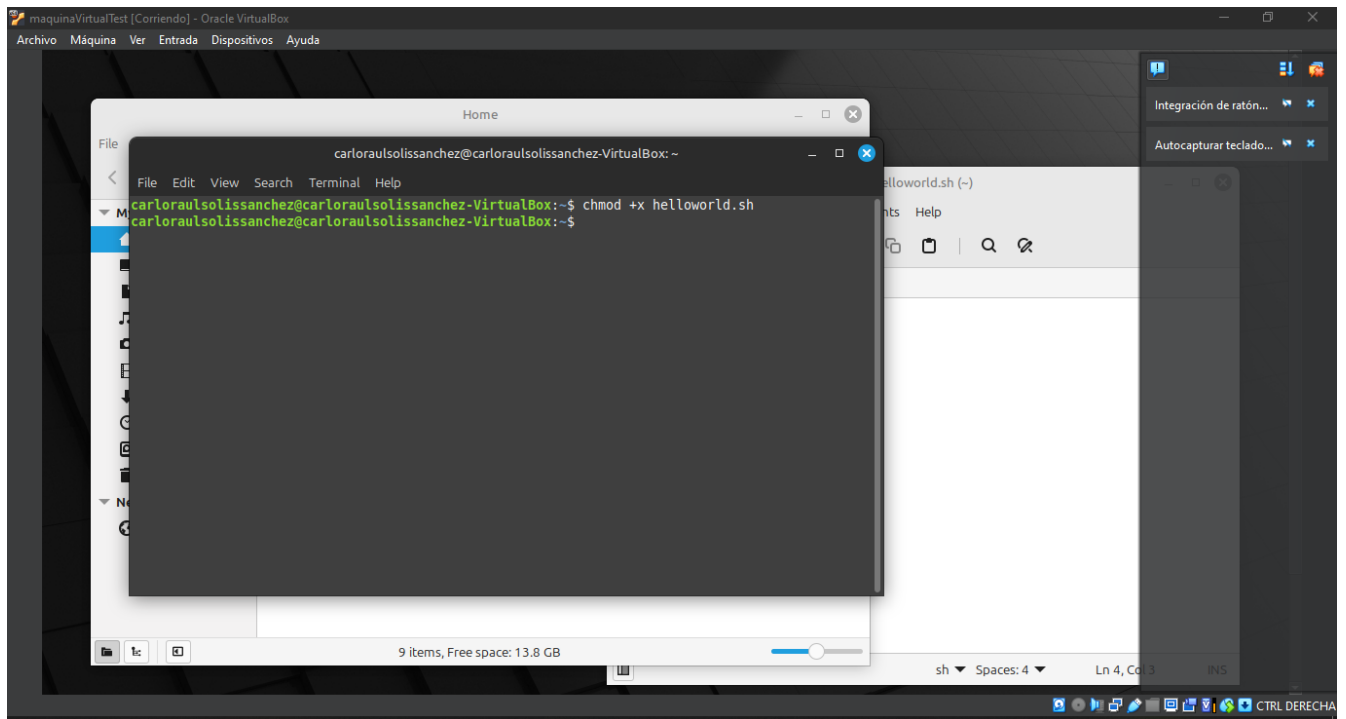 maquinaVirtualTest [Corriendo] - Oracle VirtualBox
Archivo Máquina Ver Entrada Dispositivos Ayuda
Home
Integración de ratón...
Autocapturar teclado...
File
carloraulsolissanchez@carloraulsolissanchez-VirtualBox: ~
File Edit View Search Terminal Help
elloworld.sh (~)
nts Help
carloraulsolissanchez@carloraulsolissanchez-VirtualBox:~$ chmod +x helloworld.sh
carloraulsolissanchez@carloraulsolissanchez-VirtualBox:~$
M
Ne
9 items, Free space: 13.8 GB
sh Spaces: 4 Ln 4, Col 3 INS
CTRL DERECHA